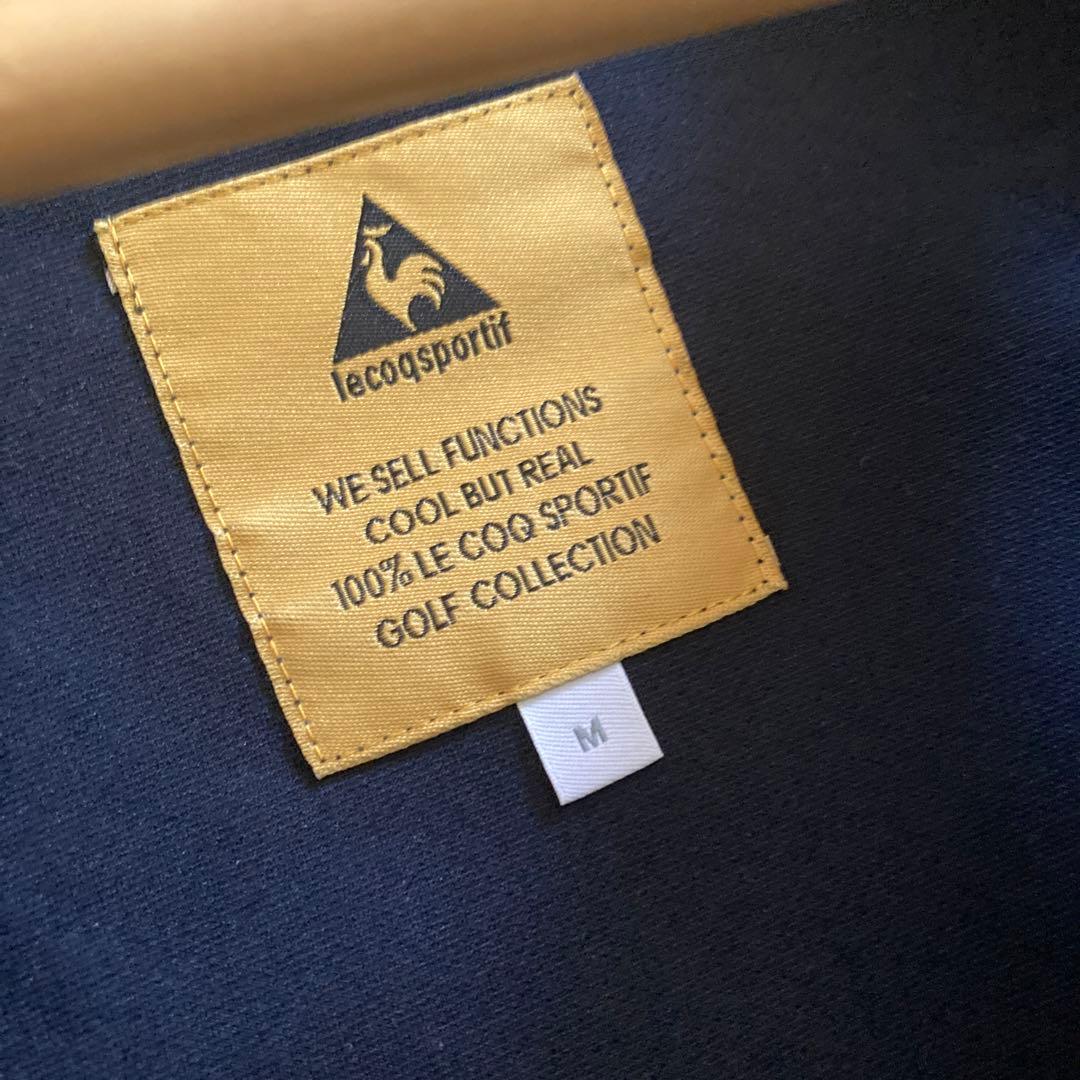 lecoqsportif
WE SELL FUNCTIONS
COOL BUT REAL
100% LE COQ SPORTIF
GOLF COLLECTION
M